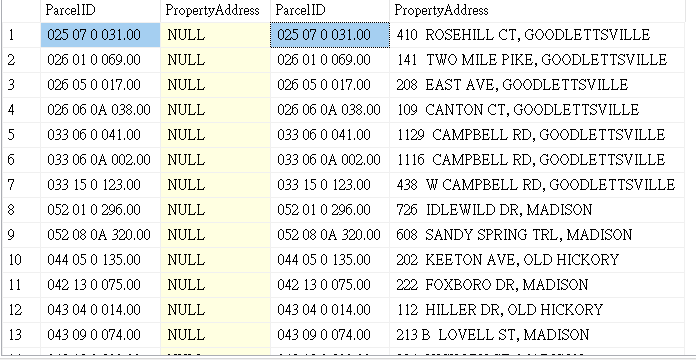 ParcelID PropertyAddress ParcelID PropertyAddress
1 025 07 0 031.00 NULL 025 07 0 031.00 410 ROSEHILL CT, GOODLETTSVILLE
2 026 01 0 069.00 NULL 026 01 0 069.00 141 TWO MILE PIKE, GOODLETTSVILLE
3 026 05 0 017.00 NULL 026 05 0 017.00 208 EAST AVE, GOODLETTSVILLE
4 026 06 0A 038.00 NULL 026 06 0A 038.00 109 CANTON CT, GOODLETTSVILLE
5 033 06 0 041.00 NULL 033 06 0 041.00 1129 CAMPBELL RD, GOODLETTSVILLE
6 033 06 0A 002.00 NULL 033 06 0A 002.00 1116 CAMPBELL RD, GOODLETTSVILLE
7 033 15 0 123.00 NULL 033 15 0 123.00 438 W CAMPBELL RD, GOODLETTSVILLE
8 052 01 0 296.00 NULL 052 01 0 296.00 726 IDLEWILD DR, MADISON
9 052 08 0A 320.00 NULL 052 08 0A 320.00 608 SANDY SPRING TRL, MADISON
10 044 05 0 135.00 NULL 044 05 0 135.00 202 KEETON AVE, OLD HICKORY
11 042 13 0 075.00 NULL 042 13 0 075.00 222 FOXBORO DR, MADISON
12 043 04 0 014.00 NULL 043 04 0 014.00 112 HILLER DR, OLD HICKORY
13 043 09 0 074.00 NULL 043 09 0 074.00 213 B LOVELL ST, MADISON